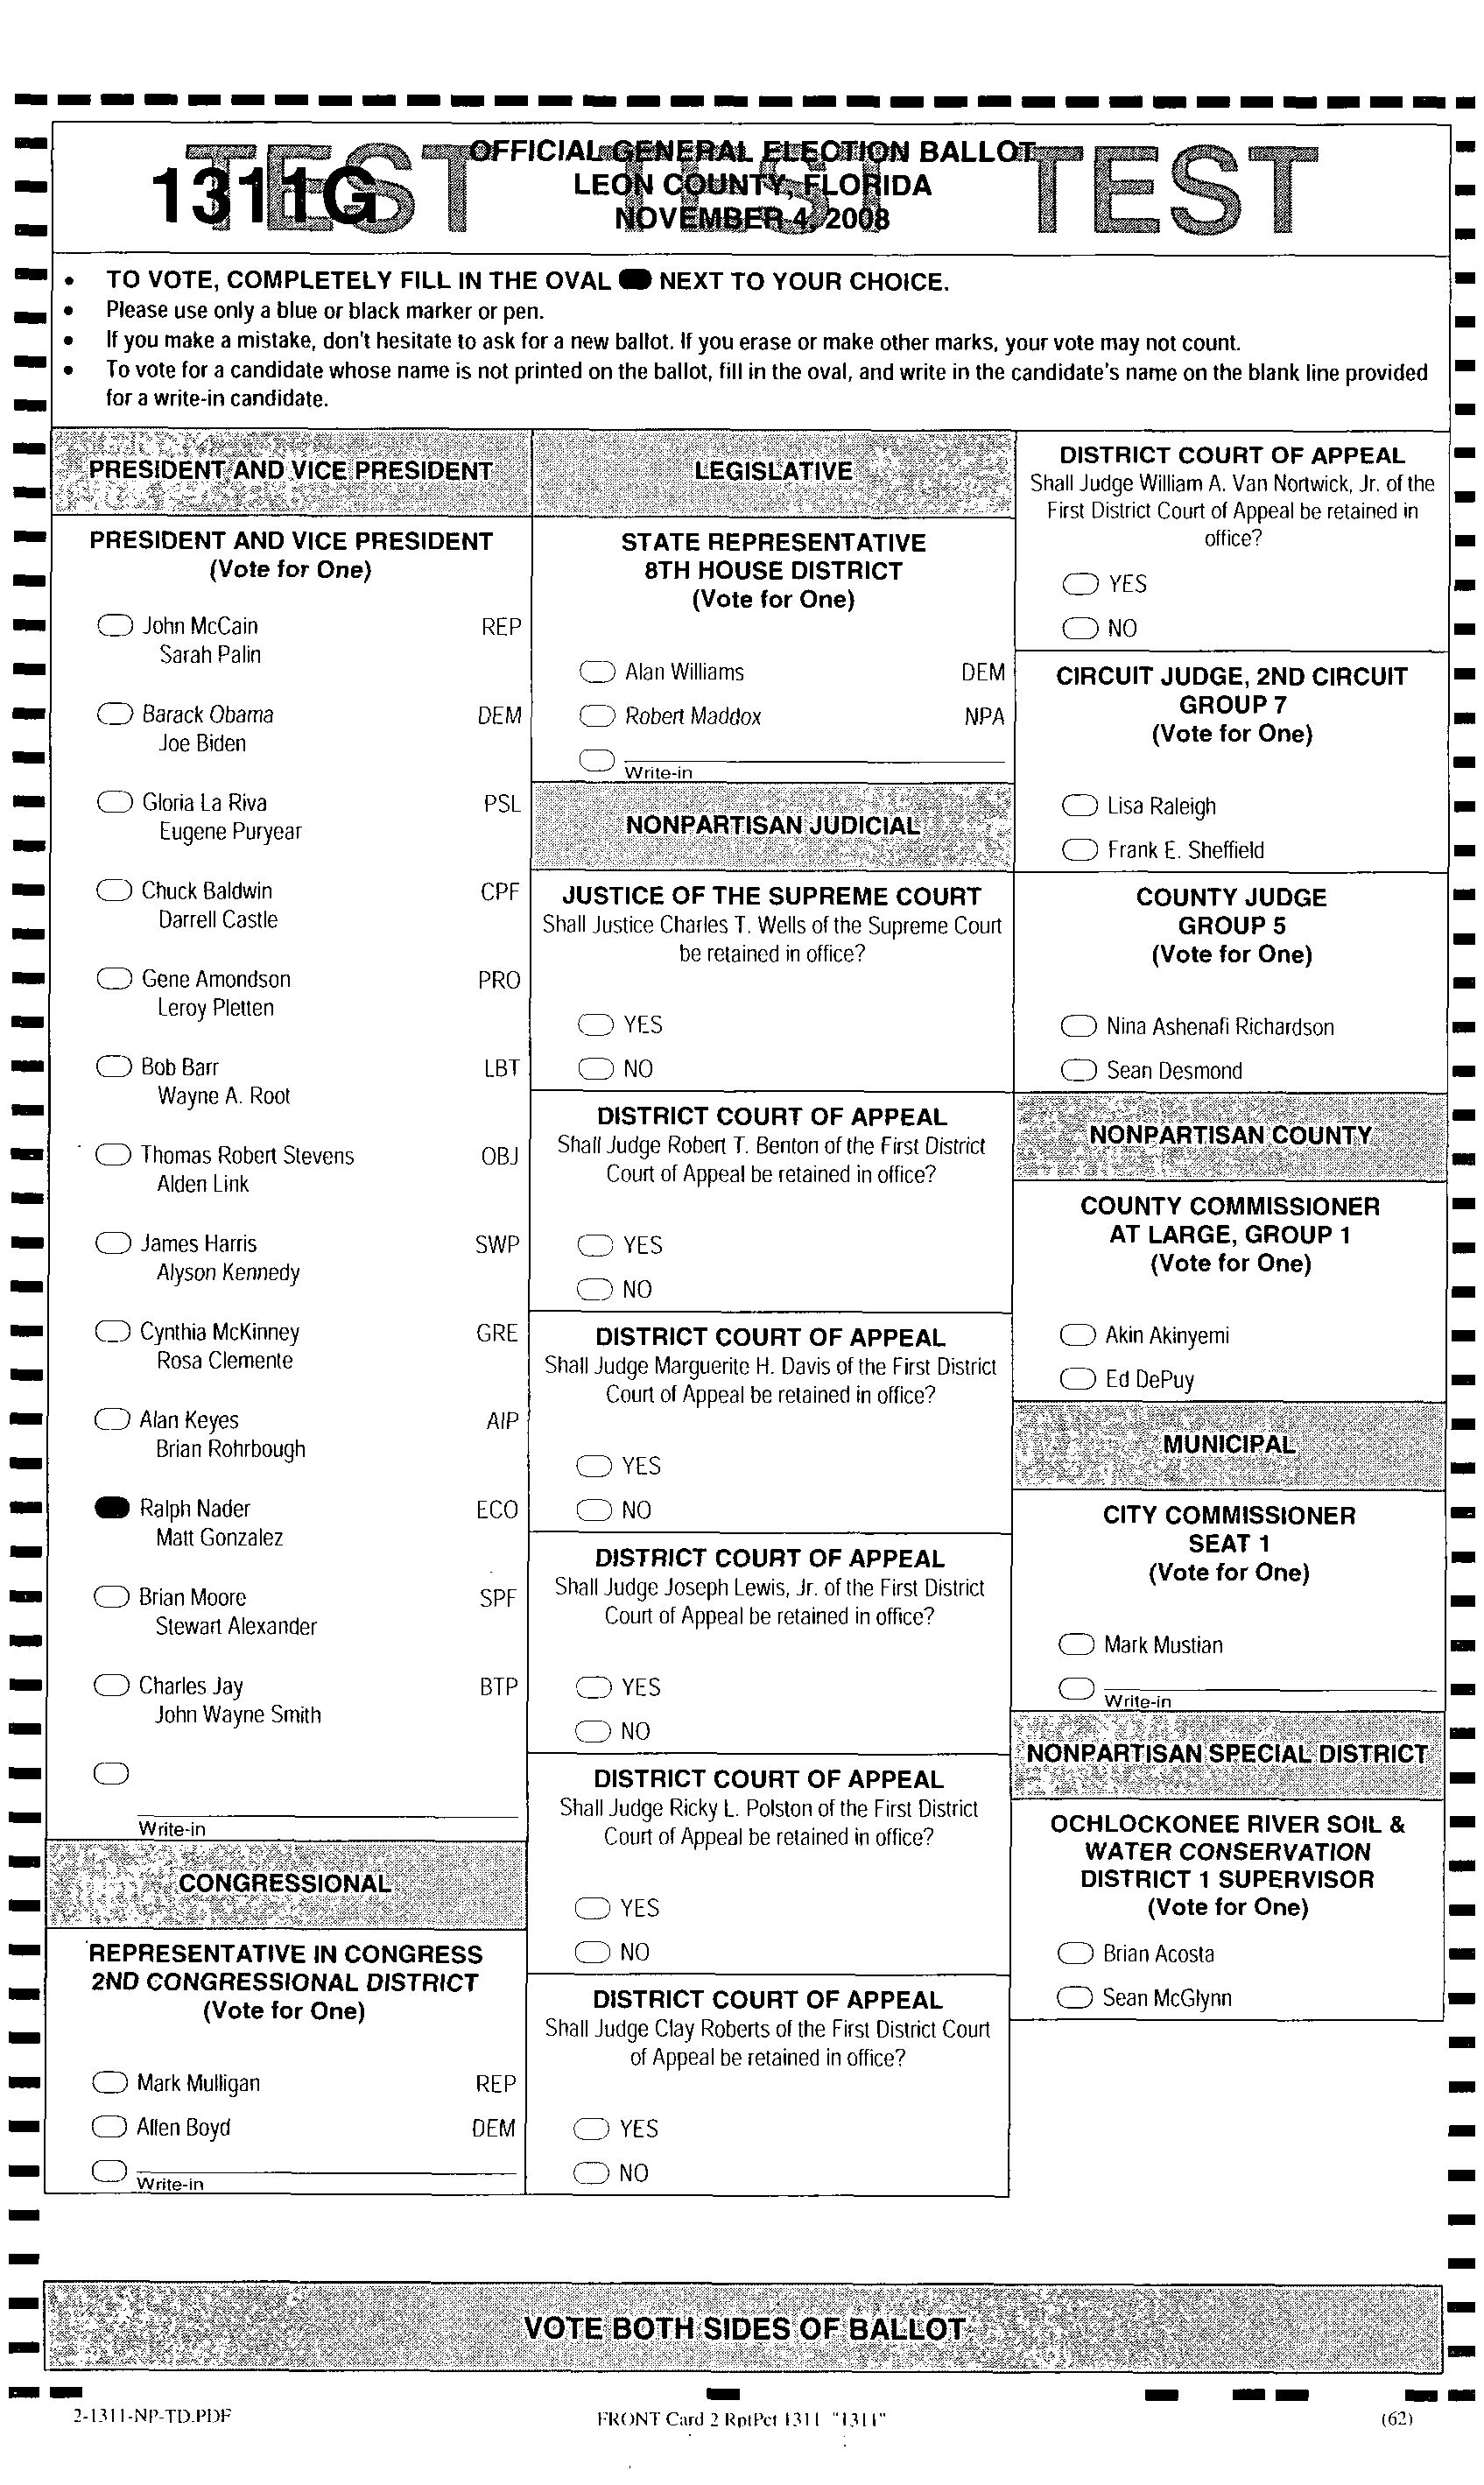 TEST TEST TEST
1311G
OFFICIAL GENERAL ELECTION BALLOT
LEON COUNTY, FLORIDA
NOVEMBER 4, 2008
• TO VOTE, COMPLETELY FILL IN THE OVAL NEXT TO YOUR CHOICE.
• Please use only a blue or black marker or pen.
• If you make a mistake, don't hesitate to ask for a new ballot. If you erase or make other marks, your vote may not count.
• To vote for a candidate whose name is not printed on the ballot, fill in the oval, and write in the candidate's name on the blank line provided
for a write-in candidate.
PRESIDENT AND VICE PRESIDENT
PRESIDENT AND VICE PRESIDENT
(Vote for One)
John McCain REP
Sarah Palin
Barack Obama DEM
Joe Biden
Gloria La Riva PSL
Eugene Puryear
Chuck Baldwin CPF
Darrell Castle
Gene Amondson PRO
Leroy Pletten
Bob Barr LBT
Wayne A. Root
Thomas Robert Stevens OBJ
Alden Link
James Harris SWP
Alyson Kennedy
Cynthia McKinney GRE
Rosa Clemente
Alan Keyes AIP
Brian Rohrbough
Ralph Nader ECO
Matt Gonzalez
Brian Moore SPF
Stewart Alexander
Charles Jay BTP
John Wayne Smith
Write-in
CONGRESSIONAL
REPRESENTATIVE IN CONGRESS
2ND CONGRESSIONAL DISTRICT
(Vote for One)
Mark Mulligan REP
Allen Boyd DEM
Write-in
LEGISLATIVE
STATE REPRESENTATIVE
8TH HOUSE DISTRICT
(Vote for One)
Alan Williams DEM
Robert Maddox NPA
Write-in
NONPARTISAN JUDICIAL
JUSTICE OF THE SUPREME COURT
Shall Justice Charles T. Wells of the Supreme Court
be retained in office?
YES
NO
DISTRICT COURT OF APPEAL
Shall Judge Robert T. Benton of the First District
Court of Appeal be retained in office?
YES
NO
DISTRICT COURT OF APPEAL
Shall Judge Marguerite H. Davis of the First District
Court of Appeal be retained in office?
YES
NO
DISTRICT COURT OF APPEAL
Shall Judge Joseph Lewis, Jr. of the First District
Court of Appeal be retained in office?
YES
NO
DISTRICT COURT OF APPEAL
Shall Judge Ricky L. Polston of the First District
Court of Appeal be retained in office?
YES
NO
DISTRICT COURT OF APPEAL
Shall Judge Clay Roberts of the First District Court
of Appeal be retained in office?
YES
NO
DISTRICT COURT OF APPEAL
Shall Judge William A. Van Nortwick, Jr. of the
First District Court of Appeal be retained in
office?
YES
NO
CIRCUIT JUDGE, 2ND CIRCUIT
GROUP 7
(Vote for One)
Lisa Raleigh
Frank E. Sheffield
COUNTY JUDGE
GROUP 5
(Vote for One)
Nina Ashenafi Richardson
Sean Desmond
NONPARTISAN COUNTY
COUNTY COMMISSIONER
AT LARGE, GROUP 1
(Vote for One)
Akin Akinyemi
Ed DePuy
MUNICIPAL
CITY COMMISSIONER
SEAT 1
(Vote for One)
Mark Mustian
Write-in
NONPARTISAN SPECIAL DISTRICT
OCHLOCKONEE RIVER SOIL &
WATER CONSERVATION
DISTRICT 1 SUPERVISOR
(Vote for One)
Brian Acosta
Sean McGlynn
VOTE BOTH SIDES OF BALLOT
2-1311-NP-TD.PDF FRONT Card 2 RptPct 1311 "1311" (62)